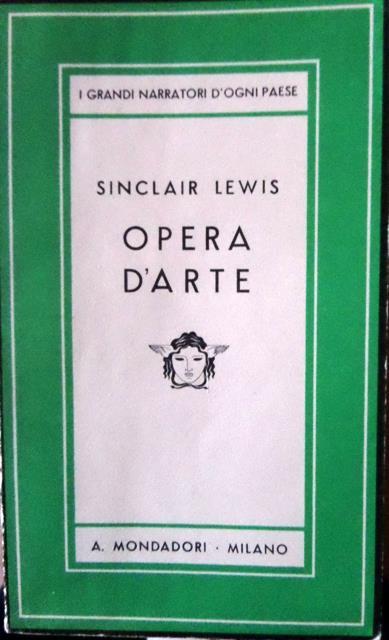 I GRANDI NARRATORI D'OGNI PAESE
SINCLAIR LEWIS
OPERA
D'ARTE
A. MONDADORI · MILANO